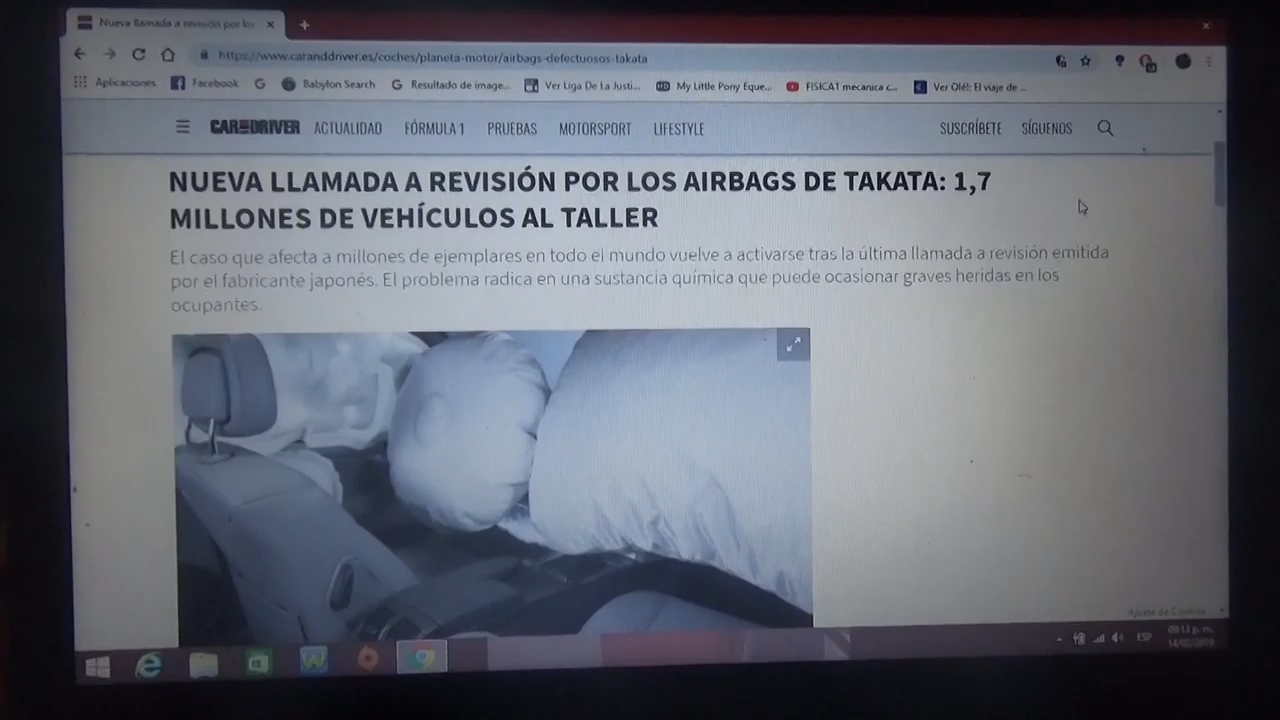 Nueva llamada a revisión por los
https://www.caranddriver.es/coches/planeta-motor/airbags-defectuosos-takata
Aplicaciones Facebook Babylon Search Resultado de image... Ver Liga De La Justi... My Little Pony Eque... FISICA1 mecanica c... Ver Olé!: El viaje de ...
CAR AND DRIVER ACTUALIDAD FÓRMULA 1 PRUEBAS MOTORSPORT LIFESTYLE SUSCRÍBETE SÍGUENOS
NUEVA LLAMADA A REVISIÓN POR LOS AIRBAGS DE TAKATA: 1,7
MILLONES DE VEHÍCULOS AL TALLER
El caso que afecta a millones de ejemplares en todo el mundo vuelve a activarse tras la última llamada a revisión emitida
por el fabricante japonés. El problema radica en una sustancia química que puede ocasionar graves heridas en los
ocupantes.
ESP